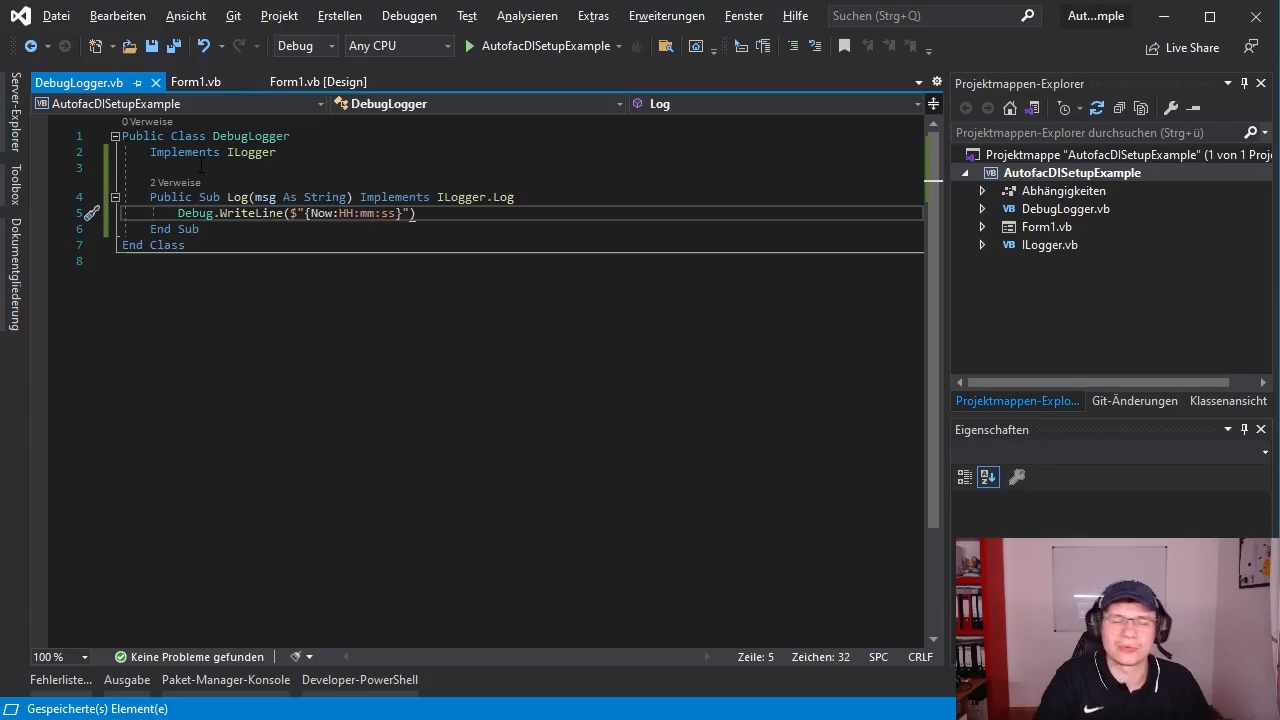 Datei Bearbeiten Ansicht Git Projekt Erstellen Debuggen Test Analysieren Extras Erweiterungen Fenster Hilfe Suchen (Strg+Q) Aut...mple
Debug Any CPU AutofacDISetupExample Live Share
DebugLogger.vb Form1.vb Form1.vb [Design]
AutofacDISetupExample DebugLogger Log
0 Verweise
1 Public Class DebugLogger
2 Implements ILogger
3
2 Verweise
4 Public Sub Log(msg As String) Implements ILogger.Log
5 Debug.WriteLine($"{Now:HH:mm:ss}")
6 End Sub
7 End Class
8
100 % Keine Probleme gefunden Zeile: 5 Zeichen: 32 SPC CRLF
Fehlerliste... Ausgabe Paket-Manager-Konsole Developer-PowerShell
Gespeicherte(s) Element(e)
Server-Explorer
Toolbox
Dokumentgliederung
Projektmappen-Explorer
Projektmappen-Explorer durchsuchen (Strg+ü)
Projektmappe "AutofacDISetupExample" (1 von 1 Proj
AutofacDISetupExample
Abhängigkeiten
DebugLogger.vb
Form1.vb
ILogger.vb
Projektmappen-Explo... Git-Änderungen Klassenansicht
Eigenschaften